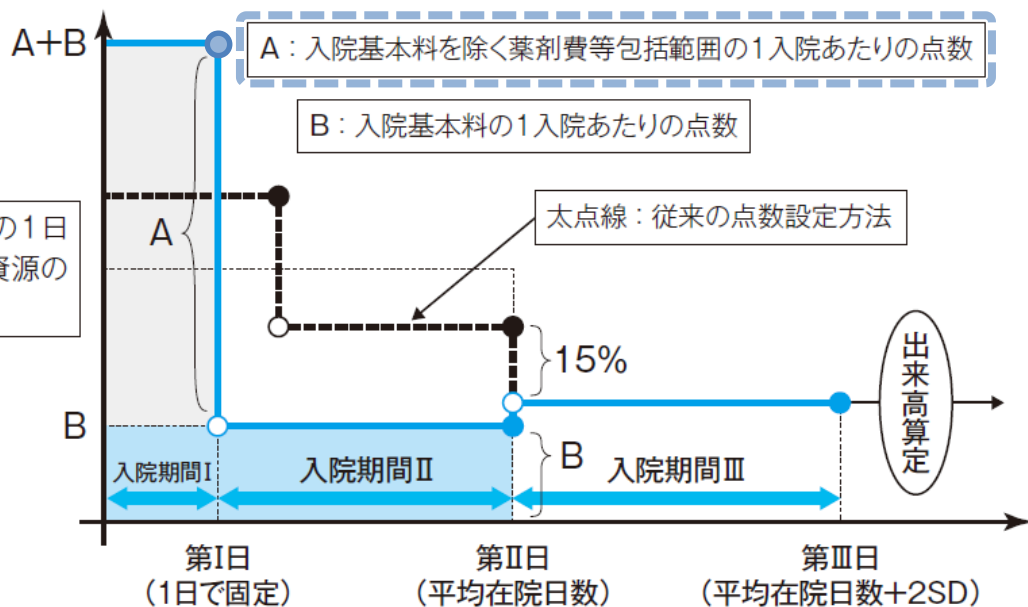 A+B
A：入院基本料を除く薬剤費等包括範囲の1入院あたりの点数
B：入院基本料の1入院あたりの点数
の1日
資源の
A
太点線：従来の点数設定方法
15%
出来高算定
B
入院期間Ⅰ
入院期間Ⅱ
B
入院期間Ⅲ
第Ⅰ日
（1日で固定）
第Ⅱ日
（平均在院日数）
第Ⅲ日
（平均在院日数+2SD）